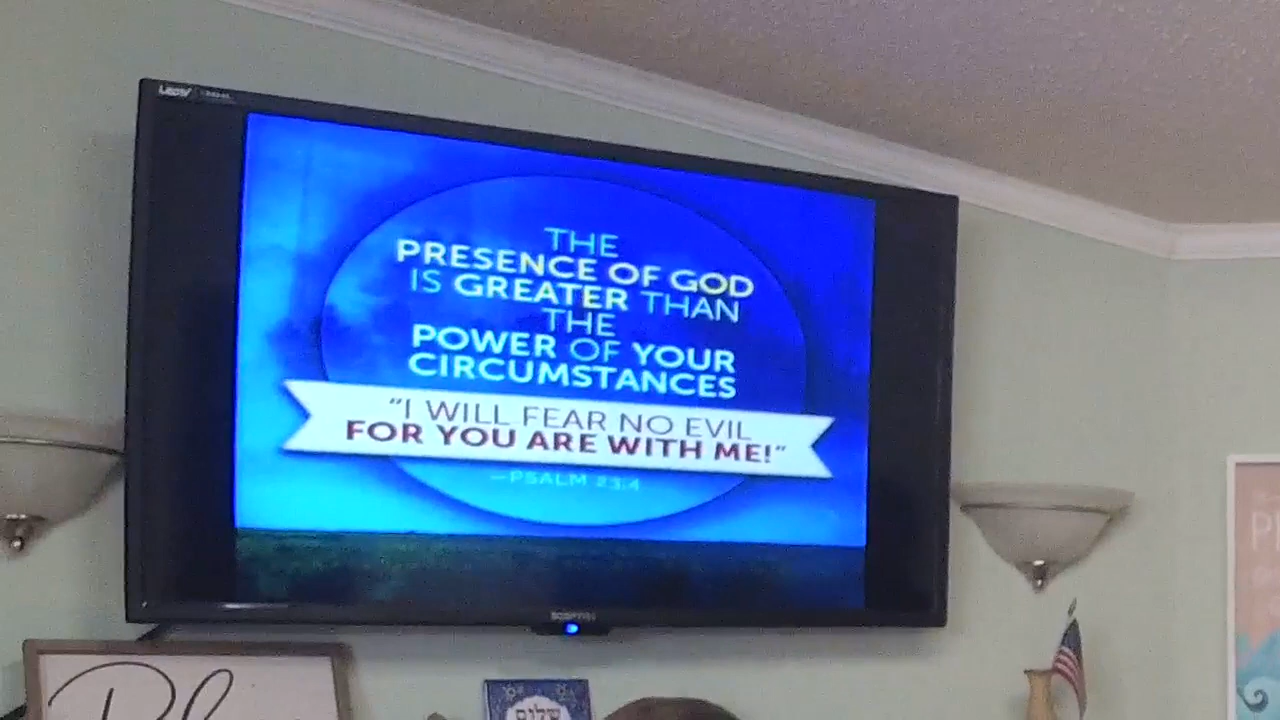 THE
PRESENCE OF GOD
IS GREATER THAN
THE
POWER OF YOUR
CIRCUMSTANCES
"I WILL FEAR NO EVIL
FOR YOU ARE WITH ME!"
—PSALM 23:4
שלום